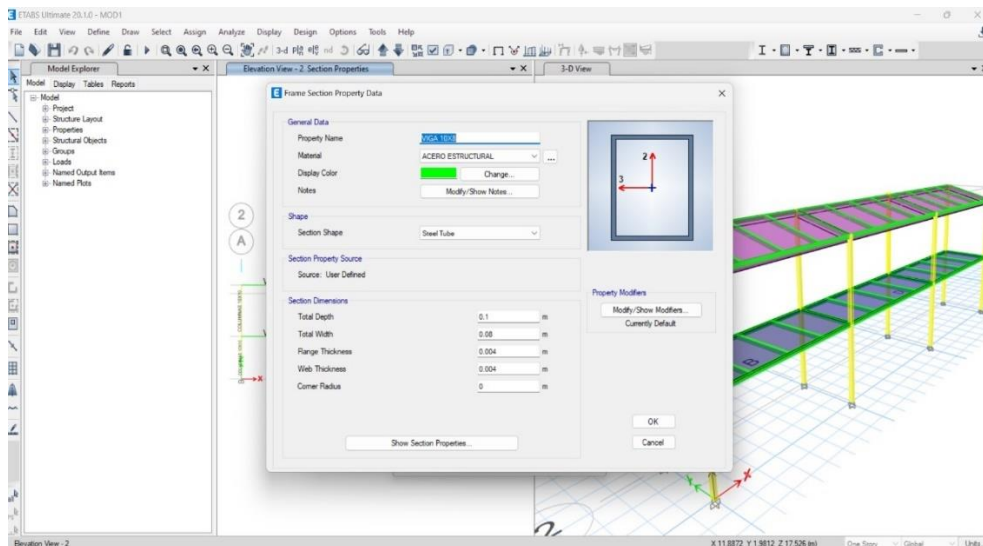 ETABS Ultimate 20.1.0 - MOD1
File Edit View Define Draw Select Assign Analyze Display Design Options Tools Help
Model Explorer
Elevation View - 2 Section Properties
3-D View
Model Display Tables Reports
Model
Project
Structure Layout
Properties
Structural Objects
Groups
Loads
Named Output Items
Named Plots
2
A
Frame Section Property Data
General Data
Property Name VIGA 10X8
Material ACERO ESTRUCTURAL ...
Display Color Change...
Notes Modify/Show Notes...
Shape
Section Shape Steel Tube
Section Property Source
Source: User Defined
Section Dimensions
Total Depth 0.1 m
Total Width 0.08 m
Flange Thickness 0.004 m
Web Thickness 0.004 m
Corner Radius 0 m
Show Section Properties...
2
3
Property Modifiers
Modify/Show Modifiers...
Currently Default
OK
Cancel
X
Y
X
Elevation View - 2
X 11.8872 Y 1.9812 Z 17.526 (m)
One Story
Global
Units